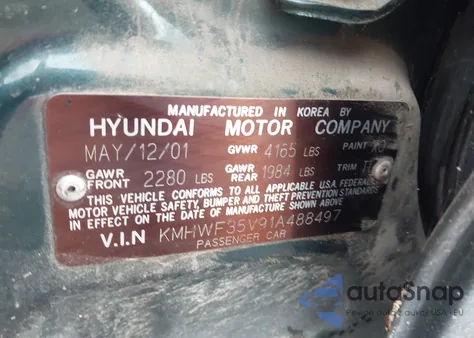 MANUFACTURED IN KOREA BY
HYUNDAI MOTOR COMPANY
MAY/12/01 GVWR 4165 LBS PAINT
GAWR FRONT 2280 LBS GAWR REAR 1984 LBS TRIM
THIS VEHICLE CONFORMS TO ALL APPLICABLE U.S.A. FEDERAL
MOTOR VEHICLE SAFETY, BUMPER AND THEFT PREVENTION STANDARDS
IN EFFECT ON THE DATE OF MANUFACTURE SHOWN ABOVE.
V.I.N KMHWF35V91A488497
PASSENGER CAR
autoSnap